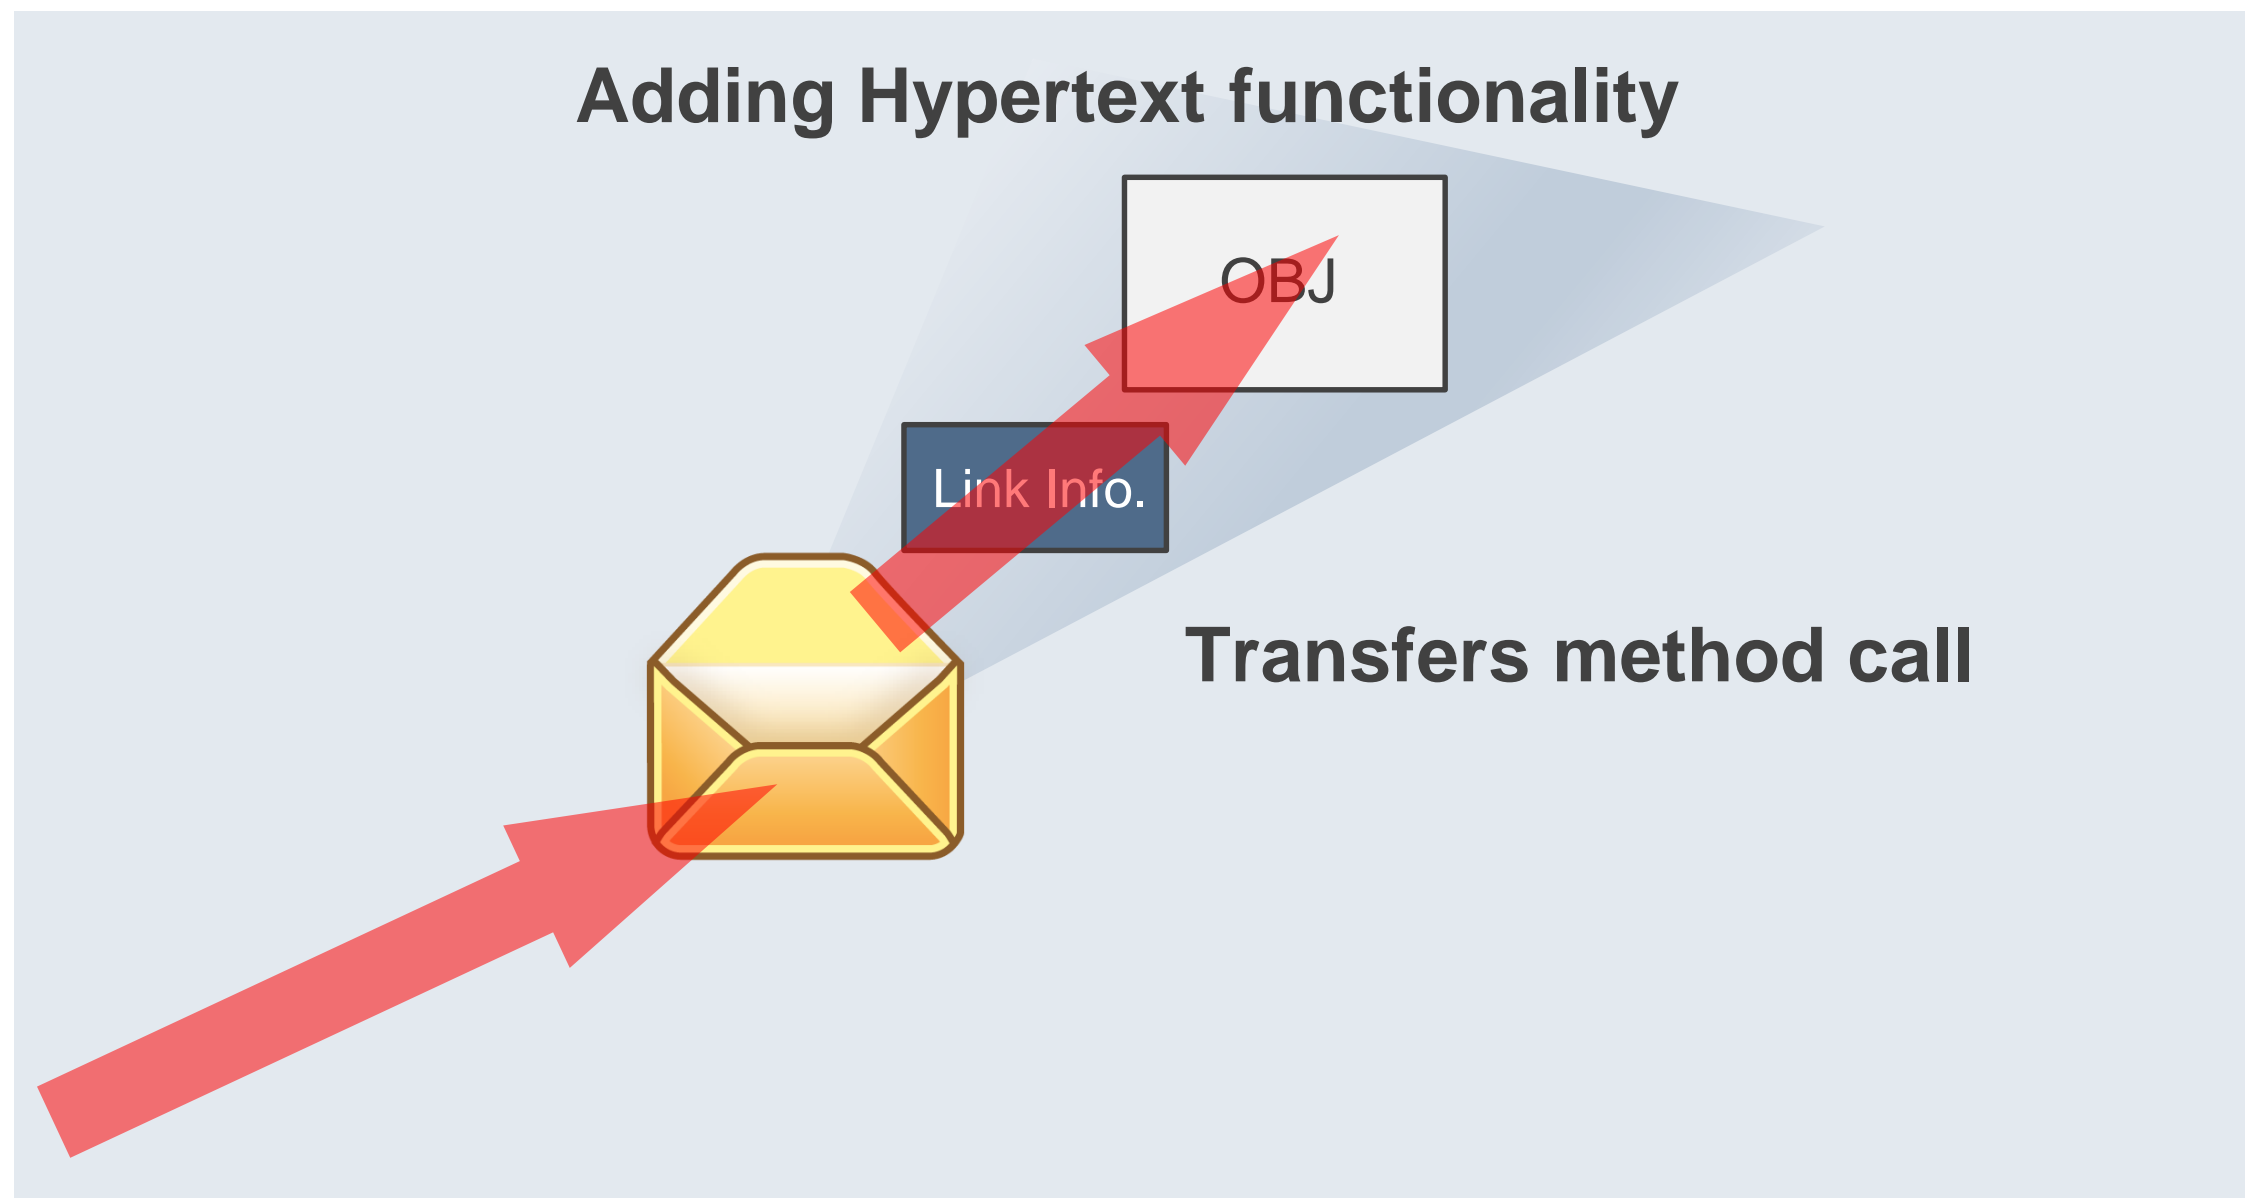 Adding Hypertext functionality
OBJ
Link Info.
Transfers method call